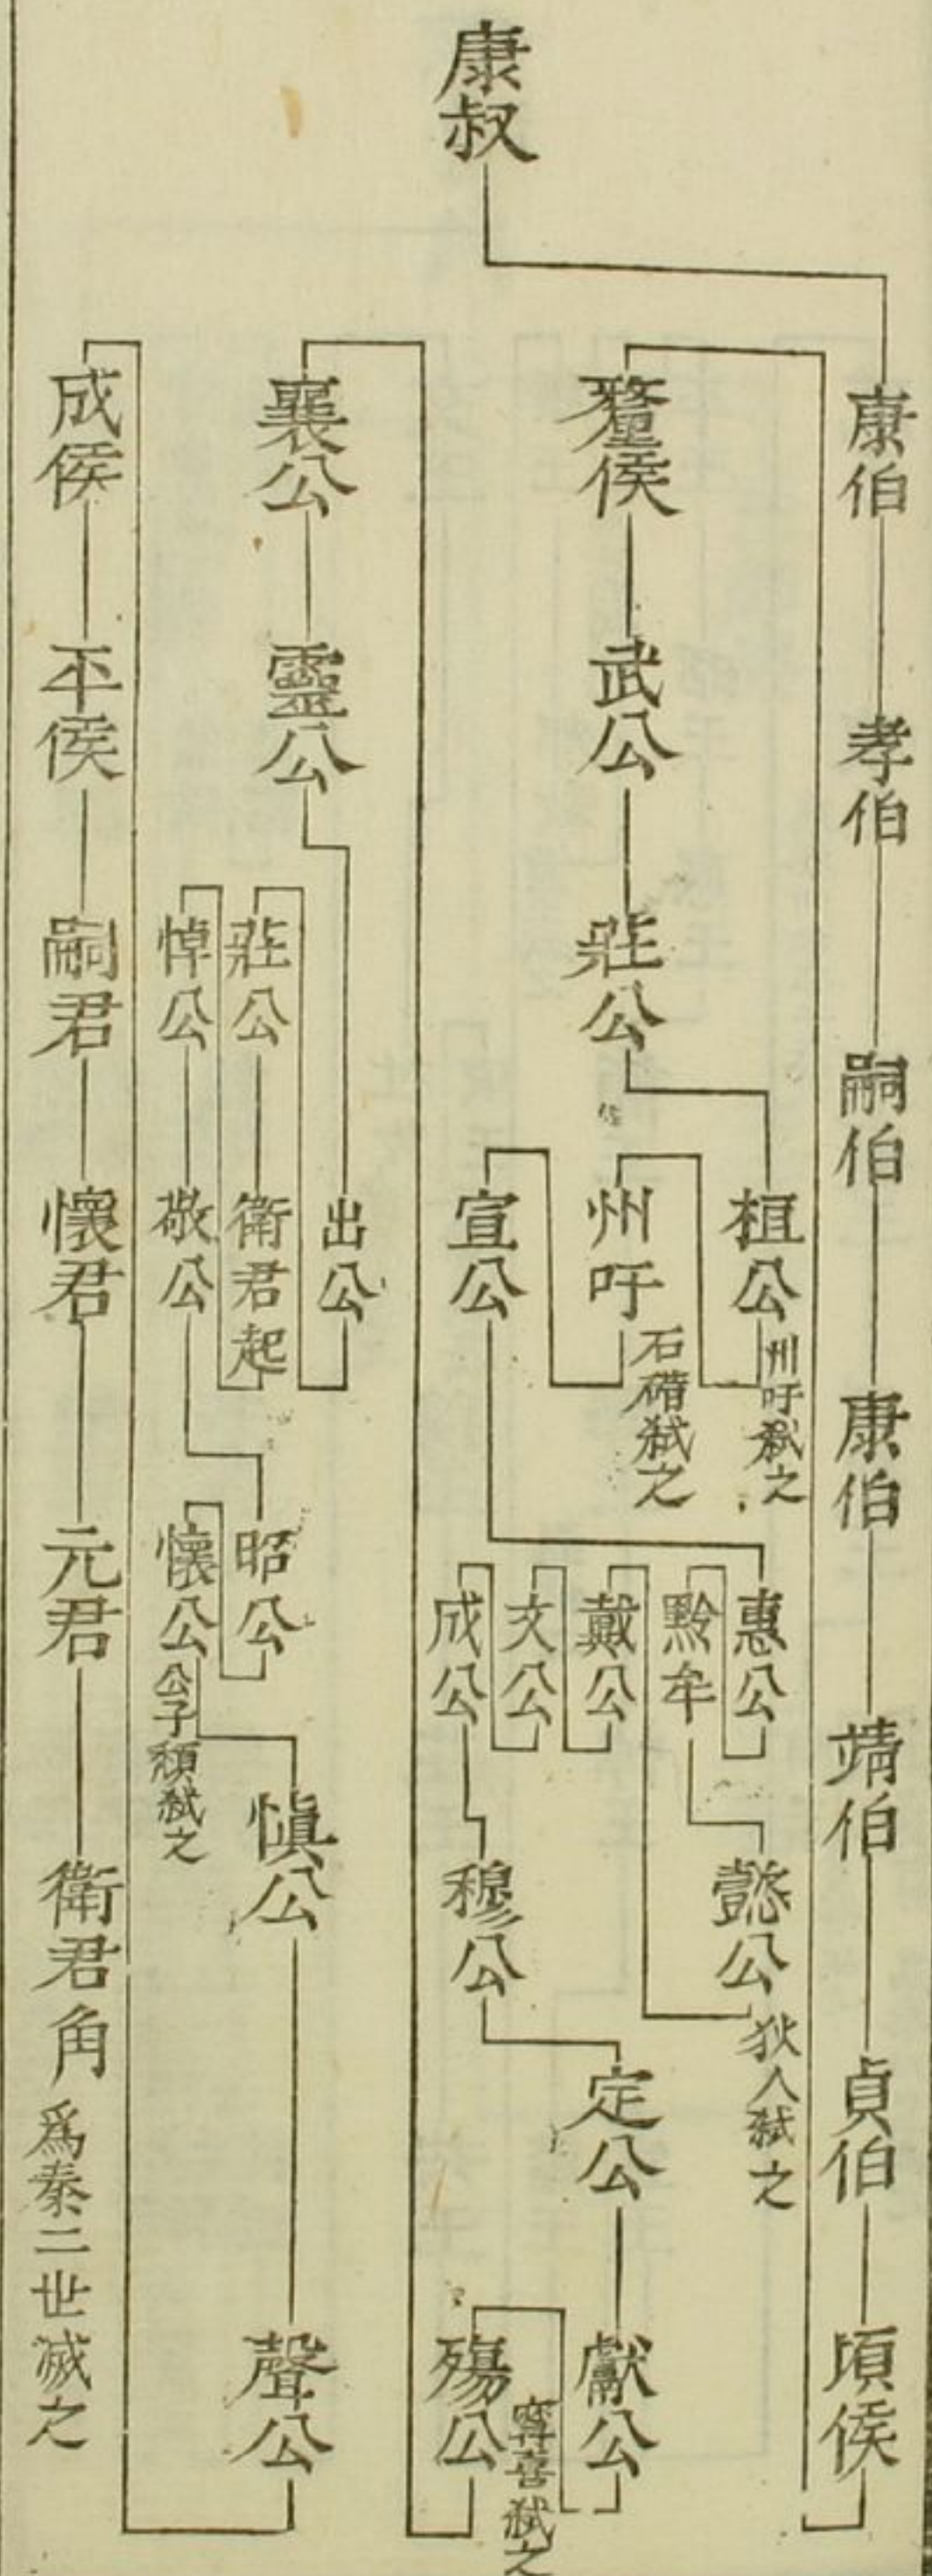 康叔
康伯
孝伯
嗣伯
康伯
靖伯
貞伯
頃侯
釐侯
武公
莊公
桓公
州吁弑之
州吁
石碏弑之
宣公
惠公
黔牟
懿公
狄人弑之
戴公
文公
成公
穆公
定公
獻公
殤公
甯喜弑之
襄公
靈公
出公
莊公
衛君起
悼公
敬公
昭公
懷公
公子頹弑之
慎公
聲公
成侯
平侯
嗣君
懷君
元君
衛君角
爲秦二世滅之